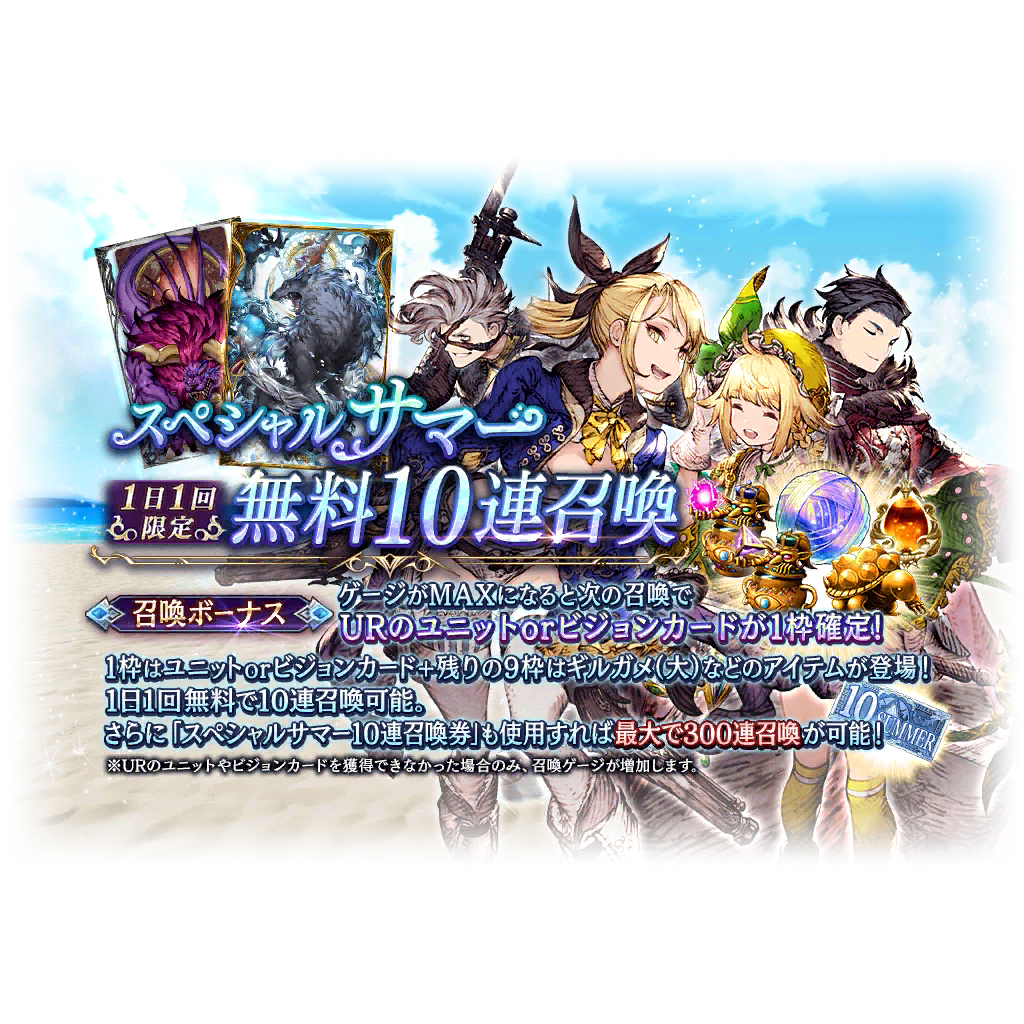 スペシャルサマー
1日1回
限定
無料10連召喚
召喚ボーナス
ゲージがMAXになると次の召喚で
URのユニットorビジョンカードが1枠確定!
1枠はユニットorビジョンカード+残りの9枠はギルガメ(大)などのアイテムが登場!
1日1回無料で10連召喚可能。
さらに「スペシャルサマー10連召喚券」も使用すれば最大で300連召喚が可能!
10
SUMMER
※URのユニットやビジョンカードを獲得できなかった場合のみ、召喚ゲージが増加します。